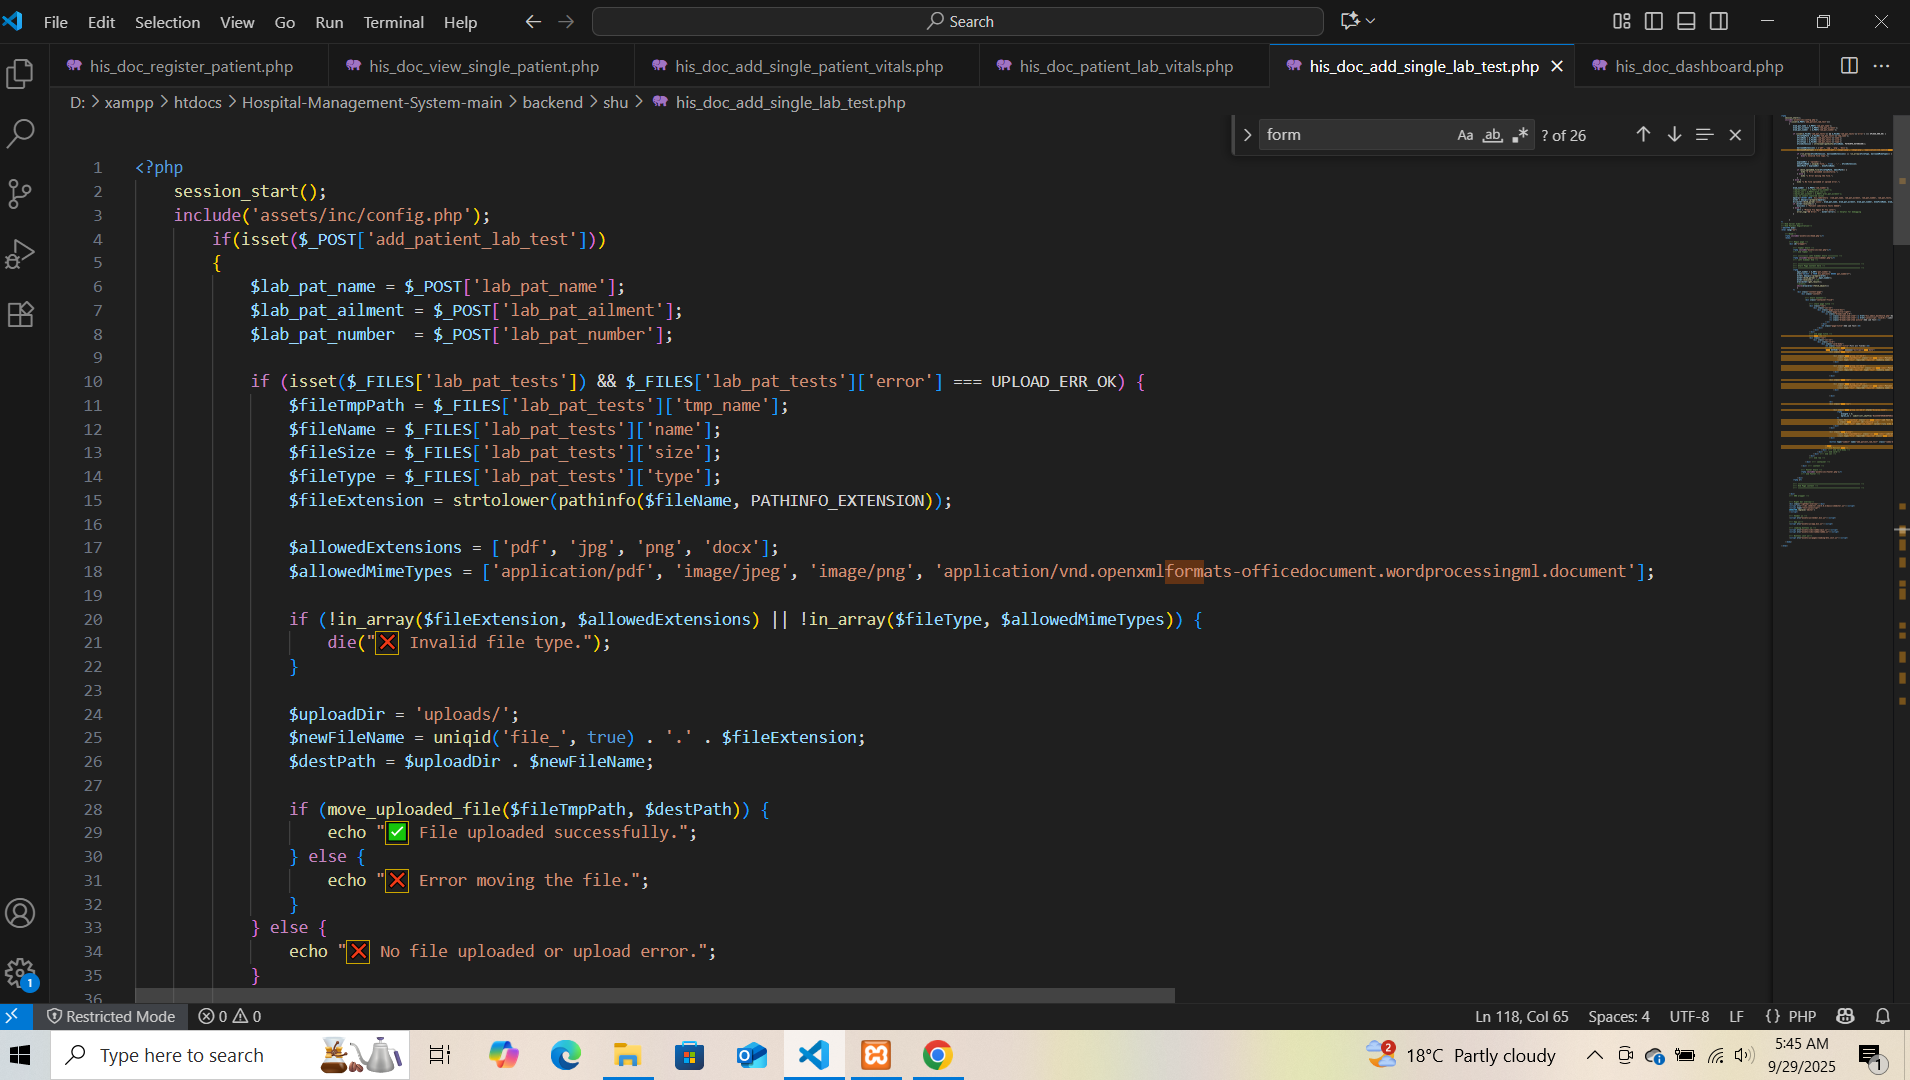 File Edit Selection View Go Run Terminal Help Search
his_doc_register_patient.php his_doc_view_single_patient.php his_doc_add_single_patient_vitals.php his_doc_patient_lab_vitals.php his_doc_add_single_lab_test.php his_doc_dashboard.php
D: > xampp > htdocs > Hospital-Management-System-main > backend > shu > his_doc_add_single_lab_test.php
form Aa ab .* ? of 26
1 <?php
2 session_start();
3 include('assets/inc/config.php');
4 if(isset($_POST['add_patient_lab_test']))
5 {
6 $lab_pat_name = $_POST['lab_pat_name'];
7 $lab_pat_ailment = $_POST['lab_pat_ailment'];
8 $lab_pat_number  = $_POST['lab_pat_number'];
9
10 if (isset($_FILES['lab_pat_tests']) && $_FILES['lab_pat_tests']['error'] === UPLOAD_ERR_OK) {
11 $fileTmpPath = $_FILES['lab_pat_tests']['tmp_name'];
12 $fileName = $_FILES['lab_pat_tests']['name'];
13 $fileSize = $_FILES['lab_pat_tests']['size'];
14 $fileType = $_FILES['lab_pat_tests']['type'];
15 $fileExtension = strtolower(pathinfo($fileName, PATHINFO_EXTENSION));
16
17 $allowedExtensions = ['pdf', 'jpg', 'png', 'docx'];
18 $allowedMimeTypes = ['application/pdf', 'image/jpeg', 'image/png', 'application/vnd.openxmlformats-officedocument.wordprocessingml.document'];
19
20 if (!in_array($fileExtension, $allowedExtensions) || !in_array($fileType, $allowedMimeTypes)) {
21 die("❌ Invalid file type.");
22 }
23
24 $uploadDir = 'uploads/';
25 $newFileName = uniqid('file_', true) . '.' . $fileExtension;
26 $destPath = $uploadDir . $newFileName;
27
28 if (move_uploaded_file($fileTmpPath, $destPath)) {
29 echo "✅ File uploaded successfully.";
30 } else {
31 echo "❌ Error moving the file.";
32 }
33 } else {
34 echo "❌ No file uploaded or upload error.";
35 }
36
1
Restricted Mode 0 0 Ln 118, Col 65 Spaces: 4 UTF-8 LF {} PHP
Type here to search 2 18°C Partly cloudy 5:45 AM
9/29/2025 1